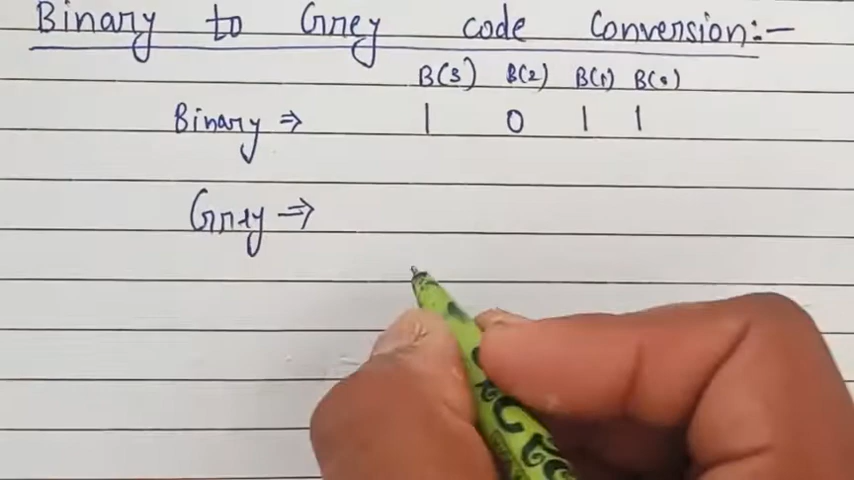 Binary to Grey code Conversion:-
B(3) B(2) B(1) B(0)
Binary ⇒ 1 0 1 1
Grey ⇒